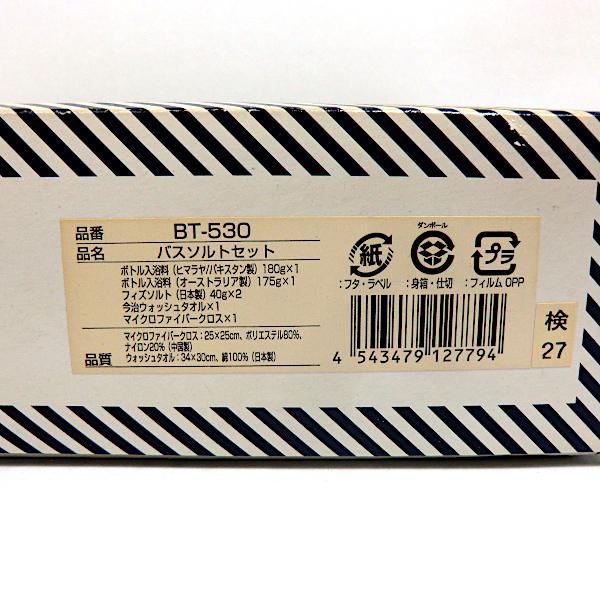 品番 BT-530
品名 バスソルトセット
ボトル入浴料 (ヒマラヤ/パキスタン製) 180g×1
ボトル入浴料 (オーストラリア製) 175g×1
フィズソルト (日本製) 40g×2
今治ウォッシュタオル×1
マイクロファイバークロス×1
品質 マイクロファイバークロス：25×25cm、ポリエステル80%、
ナイロン20% (中国製)
ウォッシュタオル：34×30cm、綿100% (日本製)
紙
：フタ・ラベル
ダンボール
：身箱・仕切
プラ
：フィルム OPP
4 543479 127794
検
27